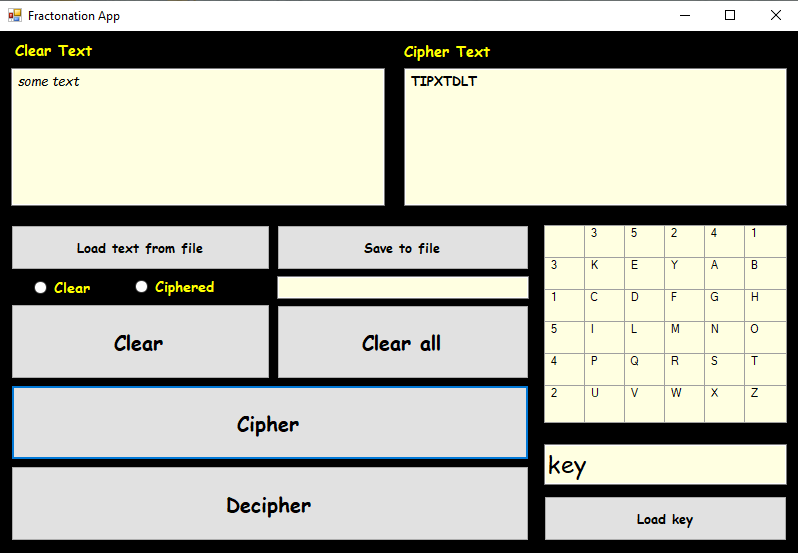 Fractonation App
Clear Text
Cipher Text
some text
TIPXTDLT
Load text from file
Save to file
Clear
Ciphered
Clear
Clear all
Cipher
Decipher
3 5 2 4 1
3 K E Y A B
1 C D F G H
5 I L M N O
4 P Q R S T
2 U V W X Z
key
Load key